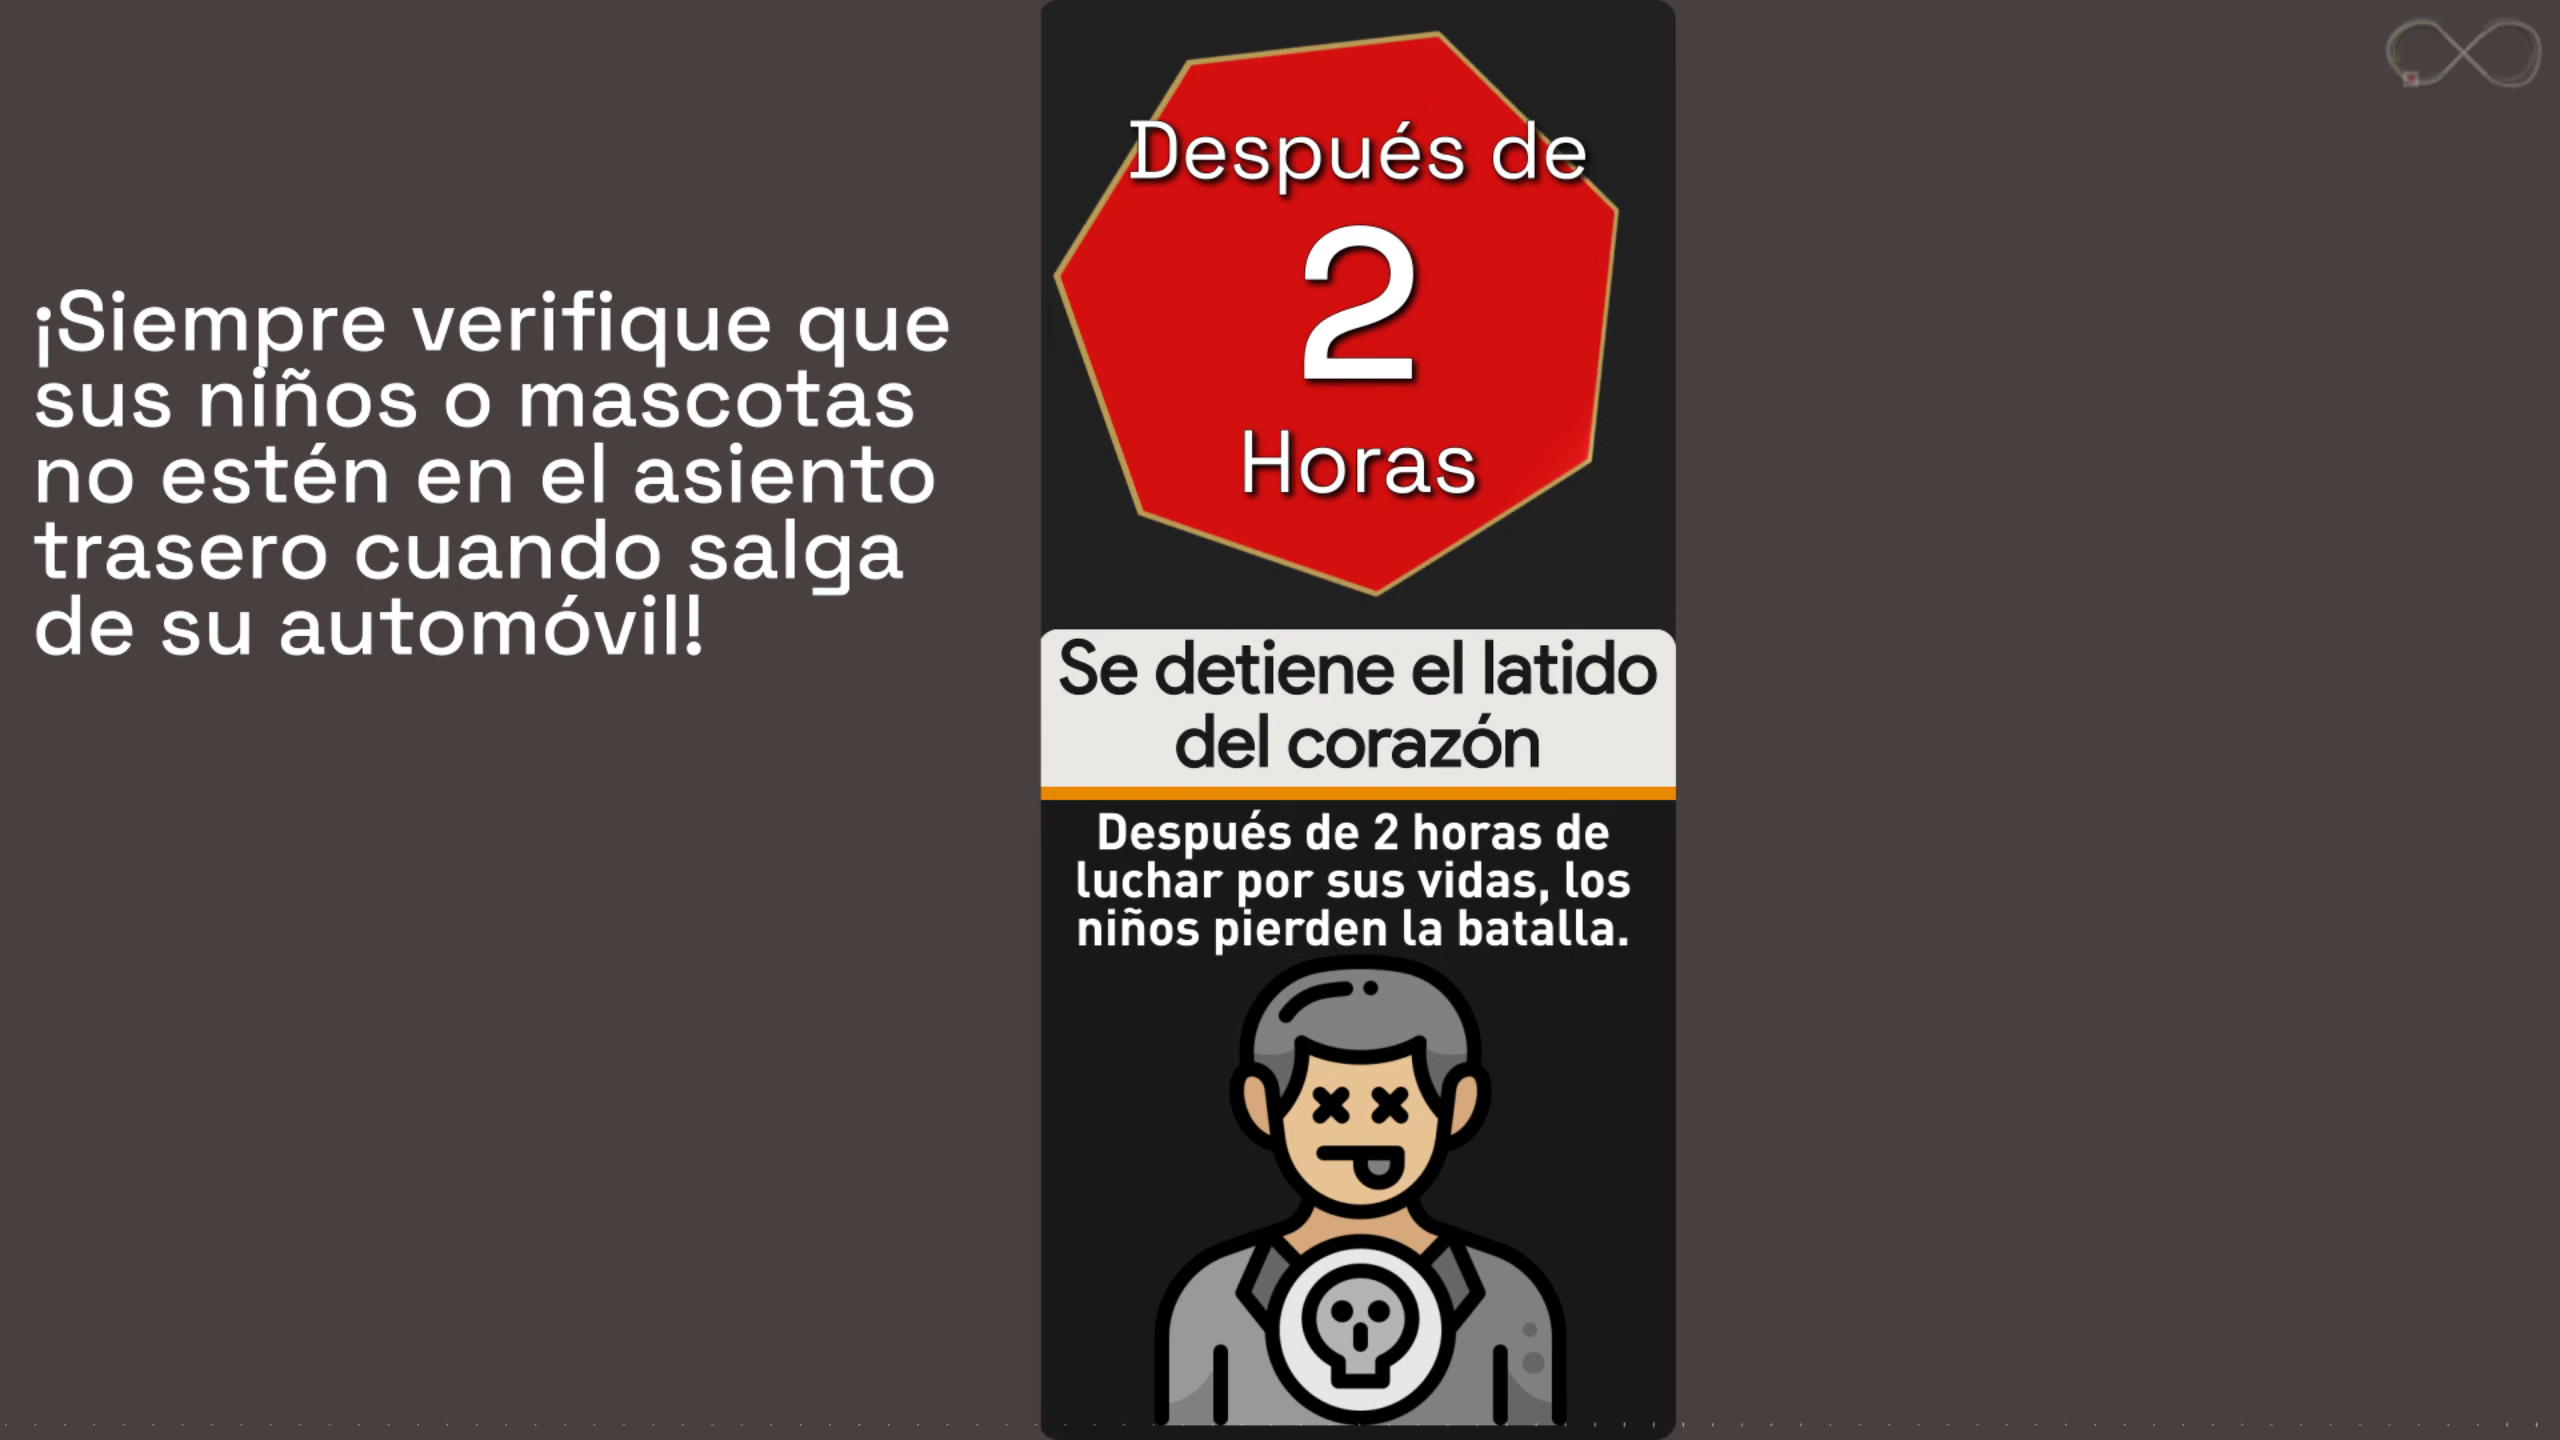 ¡Siempre verifique que
sus niños o mascotas
no estén en el asiento
trasero cuando salga
de su automóvil!
Después de
2
Horas
Se detiene el latido
del corazón
Después de 2 horas de
luchar por sus vidas, los
niños pierden la batalla.